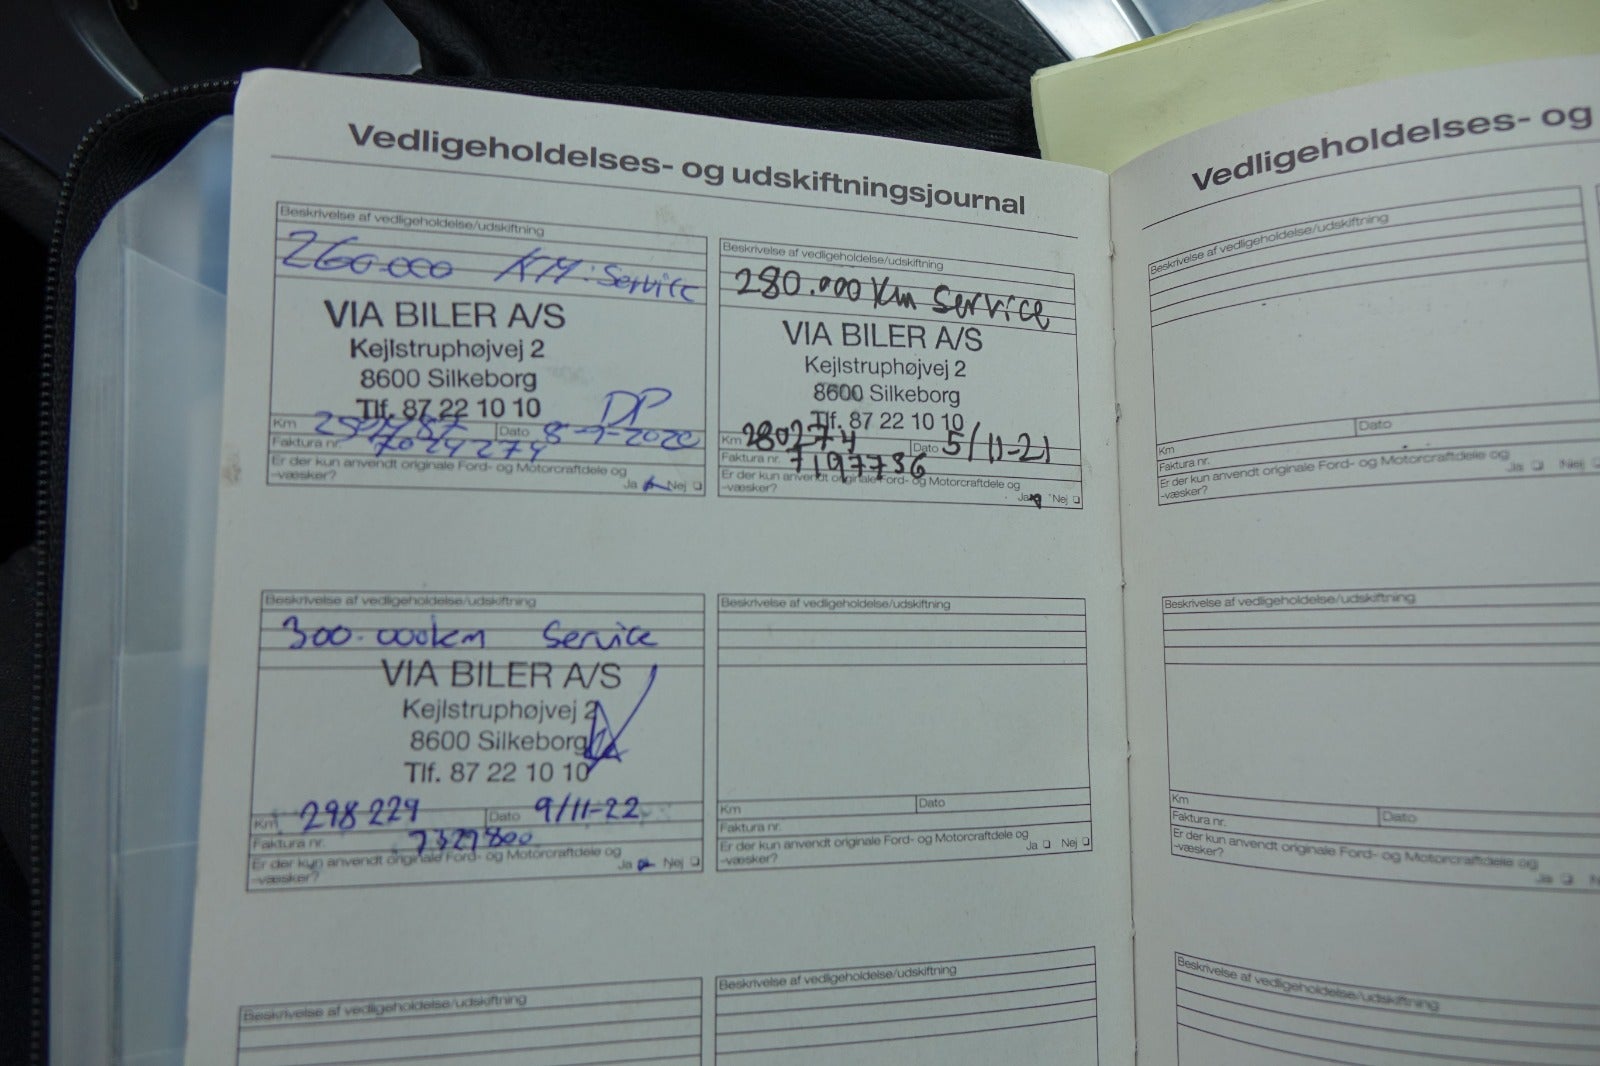 Vedligeholdelses- og udskiftningsjournal
Beskrivelse af vedligeholdelse/udskiftning
260.000 KM. Service
VIA BILER A/S
Kejlstruphøjvej 2
8600 Silkeborg
Tlf. 87 22 10 10
DP
Km Dato 8-7-2020
Faktura nr. 7024274
Er der kun anvendt originale Ford- og Motorcraftdele og
-væsker?
Ja Nej
Beskrivelse af vedligeholdelse/udskiftning
280.000 Km Service
VIA BILER A/S
Kejlstruphøjvej 2
8600 Silkeborg
Tlf. 87 22 10 10
Km 280274 Dato 5/11-21
Faktura nr. 7197736
Er der kun anvendt originale Ford- og Motorcraftdele og
-væsker?
Ja Nej
Beskrivelse af vedligeholdelse/udskiftning
300.000km Service
VIA BILER A/S
Kejlstruphøjvej 2
8600 Silkeborg
Tlf. 87 22 10 10
Km 298229 Dato 9/11-22
Faktura nr. 7329800
Er der kun anvendt originale Ford- og Motorcraftdele og
-væsker?
Ja Nej
Beskrivelse af vedligeholdelse/udskiftning
Km Dato
Faktura nr.
Er der kun anvendt originale Ford- og Motorcraftdele og
-væsker?
Ja Nej
Beskrivelse af vedligeholdelse/udskiftning
Beskrivelse af vedligeholdelse/udskiftning
Vedligeholdelses- og
Beskrivelse af vedligeholdelse/udskiftning
Km Dato
Faktura nr.
Er der kun anvendt originale Ford- og Motorcraftdele og
-væsker?
Ja Nej
Beskrivelse af vedligeholdelse/udskiftning
Km Dato
Faktura nr.
Er der kun anvendt originale Ford- og Motorcraftdele og
-væsker?
Ja
Beskrivelse af vedligeholdelse/udskiftning